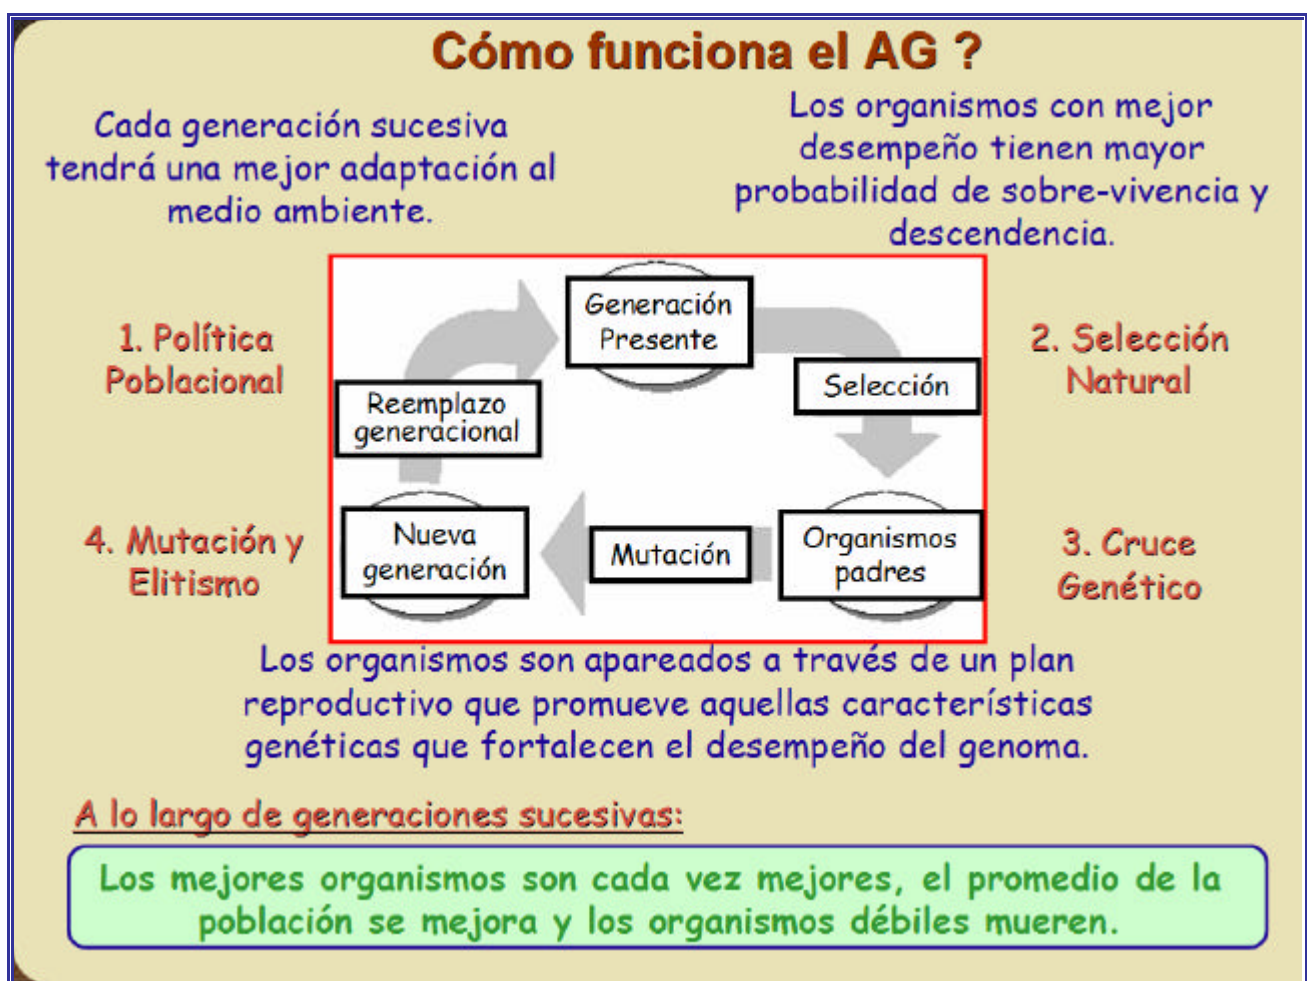 Cómo funciona el AG ?
Cada generación sucesiva
tendrá una mejor adaptación al
medio ambiente.
Los organismos con mejor
desempeño tienen mayor
probabilidad de sobre-vivencia y
descendencia.
1. Política
Poblacional
Generación
Presente
2. Selección
Natural
Selección
Reemplazo
generacional
4. Mutación y
Elitismo
Nueva
generación
Mutación
Organismos
padres
3. Cruce
Genético
Los organismos son apareados a través de un plan
reproductivo que promueve aquellas características
genéticas que fortalecen el desempeño del genoma.
A lo largo de generaciones sucesivas:
Los mejores organismos son cada vez mejores, el promedio de la
población se mejora y los organismos débiles mueren.